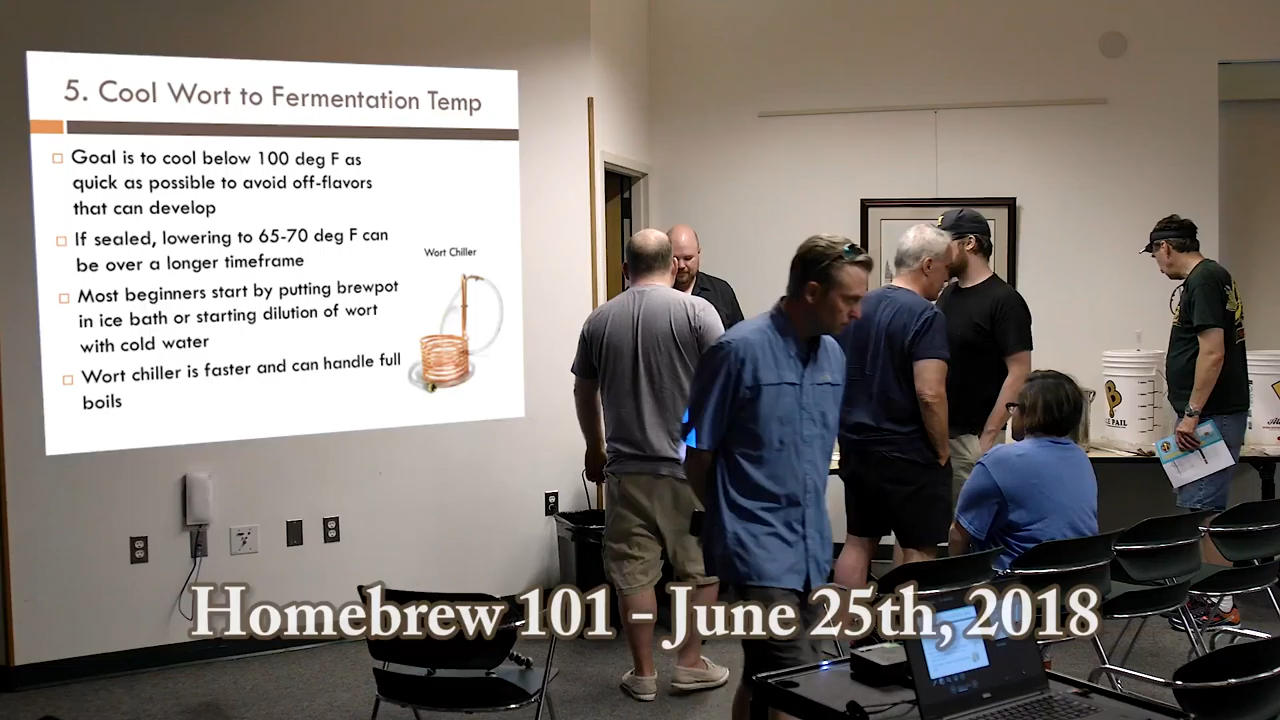 5. Cool Wort to Fermentation Temp
Goal is to cool below 100 deg F as
quick as possible to avoid off-flavors
that can develop
If sealed, lowering to 65-70 deg F can
be over a longer timeframe
Most beginners start by putting brewpot
in ice bath or starting dilution of wort
with cold water
Wort chiller is faster and can handle full
boils
Wort Chiller
B
PAIL
Homebrew 101 - June 25th, 2018